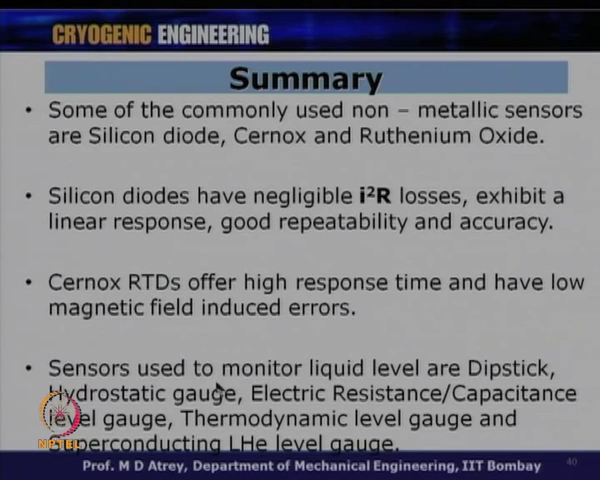 CRYOGENIC ENGINEERING
Summary
• Some of the commonly used non – metallic sensors
are Silicon diode, Cernox and Ruthenium Oxide.
• Silicon diodes have negligible i²R losses, exhibit a
linear response, good repeatability and accuracy.
• Cernox RTDs offer high response time and have low
magnetic field induced errors.
• Sensors used to monitor liquid level are Dipstick,
Hydrostatic gauge, Electric Resistance/Capacitance
level gauge, Thermodynamic level gauge and
Superconducting LHe level gauge.
NPTEL
Prof. M D Atrey, Department of Mechanical Engineering, IIT Bombay
40